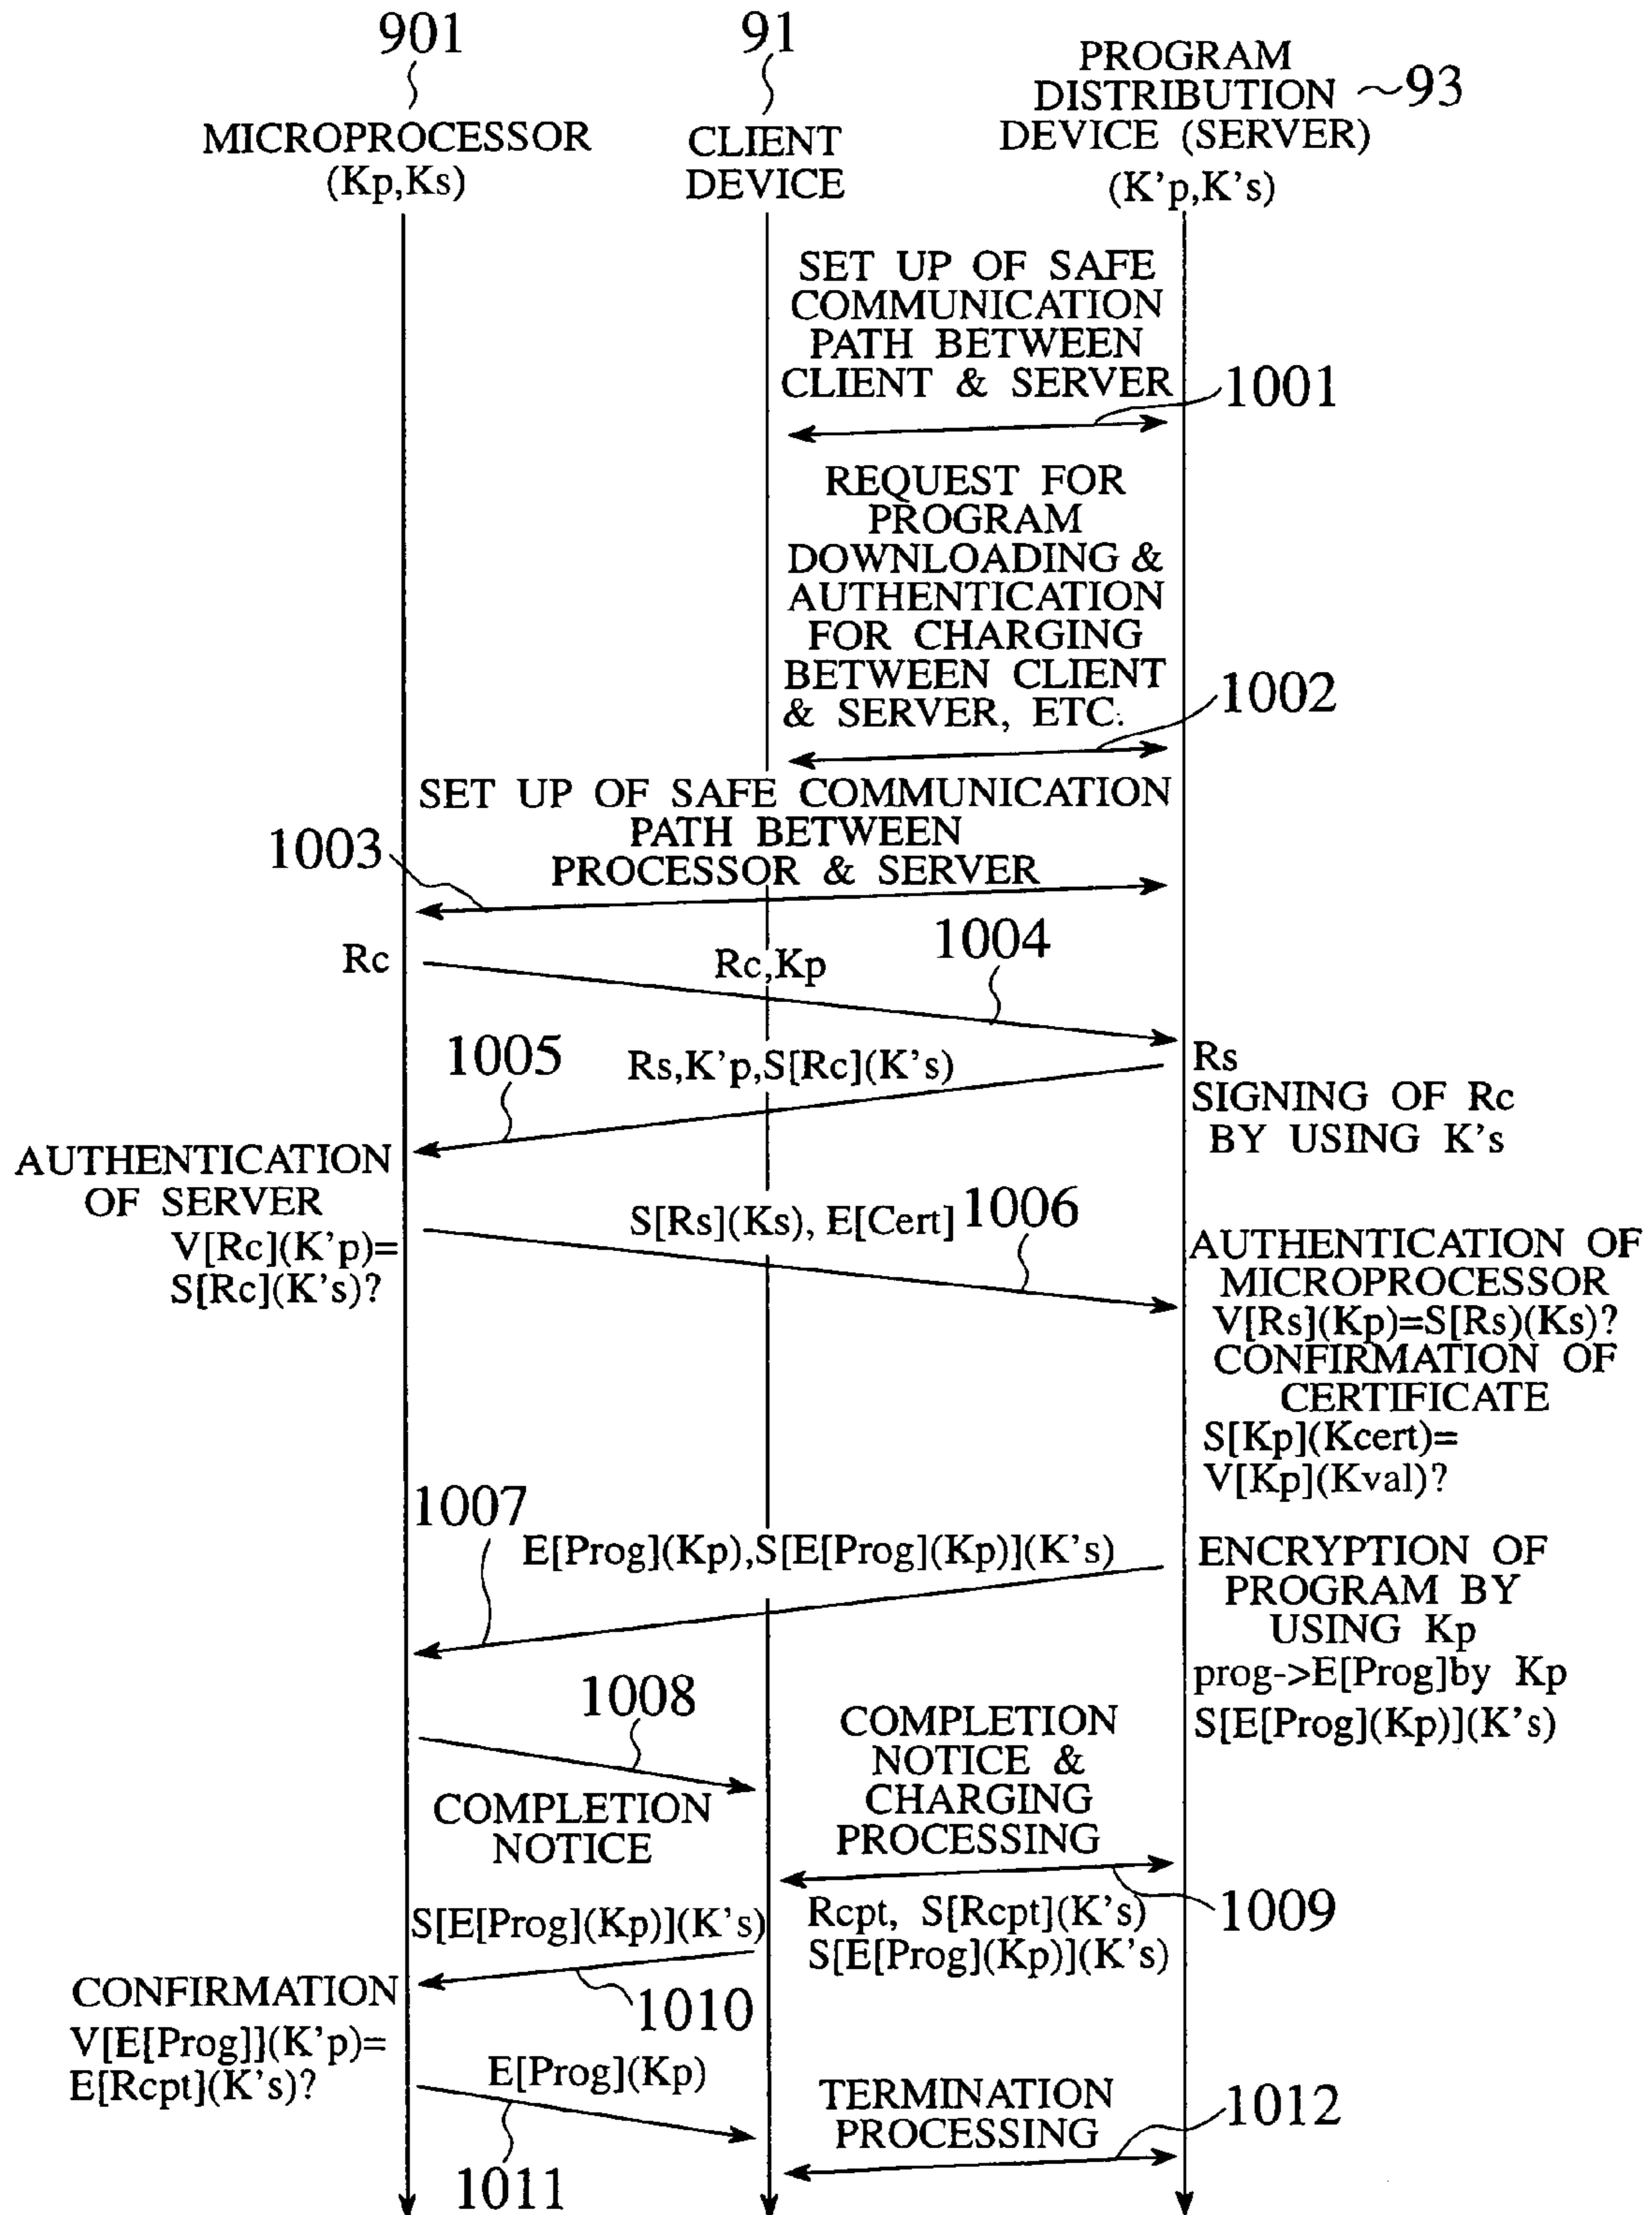 901
91
PROGRAM
DISTRIBUTION
DEVICE (SERVER)
93
MICROPROCESSOR
(Kp,Ks)
CLIENT
DEVICE
(K'p,K's)
SET UP OF SAFE
COMMUNICATION
PATH BETWEEN
CLIENT & SERVER
1001
REQUEST FOR
PROGRAM
DOWNLOADING &
AUTHENTICATION
FOR CHARGING
BETWEEN CLIENT
& SERVER, ETC.
1002
SET UP OF SAFE COMMUNICATION
PATH BETWEEN
PROCESSOR & SERVER
1003
Rc
Rc,Kp
1004
1005
Rs,K'p,S[Rc](K's)
Rs
SIGNING OF Rc
BY USING K's
AUTHENTICATION
OF SERVER
V[Rc](K'p)=
S[Rc](K's)?
S[Rs](Ks), E[Cert]
1006
AUTHENTICATION OF
MICROPROCESSOR
V[Rs](Kp)=S[Rs)(Ks)?
CONFIRMATION OF
CERTIFICATE
S[Kp](Kcert)=
V[Kp](Kval)?
1007
E[Prog](Kp),S[E[Prog](Kp)](K's)
ENCRYPTION OF
PROGRAM BY
USING Kp
prog->E[Prog]by Kp
S[E[Prog](Kp)](K's)
1008
COMPLETION
NOTICE
COMPLETION
NOTICE &
CHARGING
PROCESSING
1009
Rcpt, S[Rcpt](K's)
S[E[Prog](Kp)](K's)
S[E[Prog](Kp)](K's)
1010
CONFIRMATION
V[E[Prog]](K'p)=
E[Rcpt](K's)?
E[Prog](Kp)
1011
TERMINATION
PROCESSING
1012